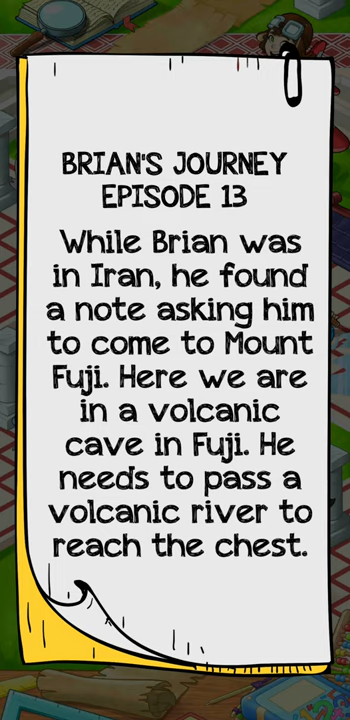 BRIAN'S JOURNEY
EPISODE 13
While Brian was
in Iran, he found
a note asking him
to come to Mount
Fuji. Here we are
in a volcanic
cave in Fuji. He
needs to pass a
volcanic river to
reach the chest.